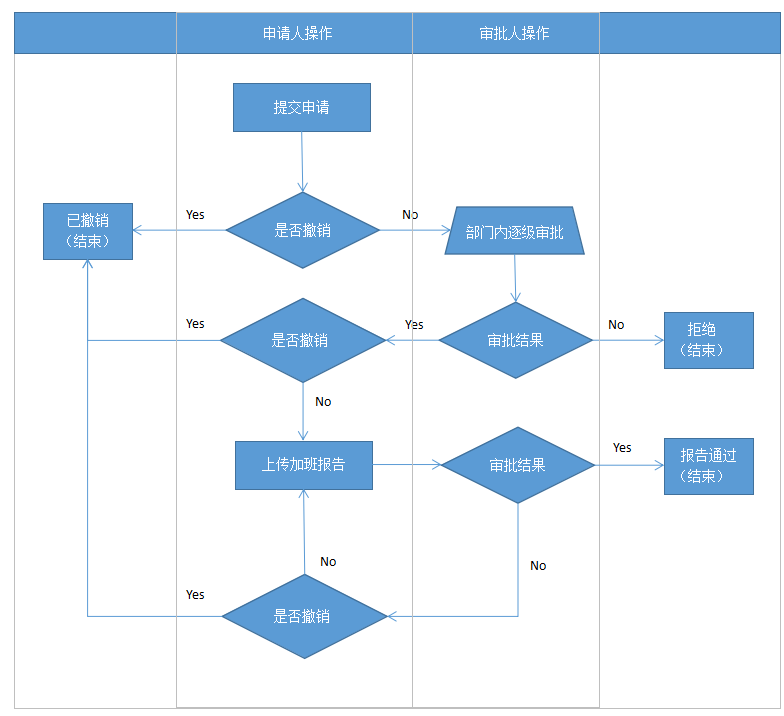 申请人操作
审批人操作
提交申请
Yes
No
已撤销
（结束）
是否撤销
部门内逐级审批
Yes
Yes
No
是否撤销
审批结果
拒绝
（结束）
No
上传加班报告
审批结果
Yes
报告通过
（结束）
No
No
Yes
是否撤销